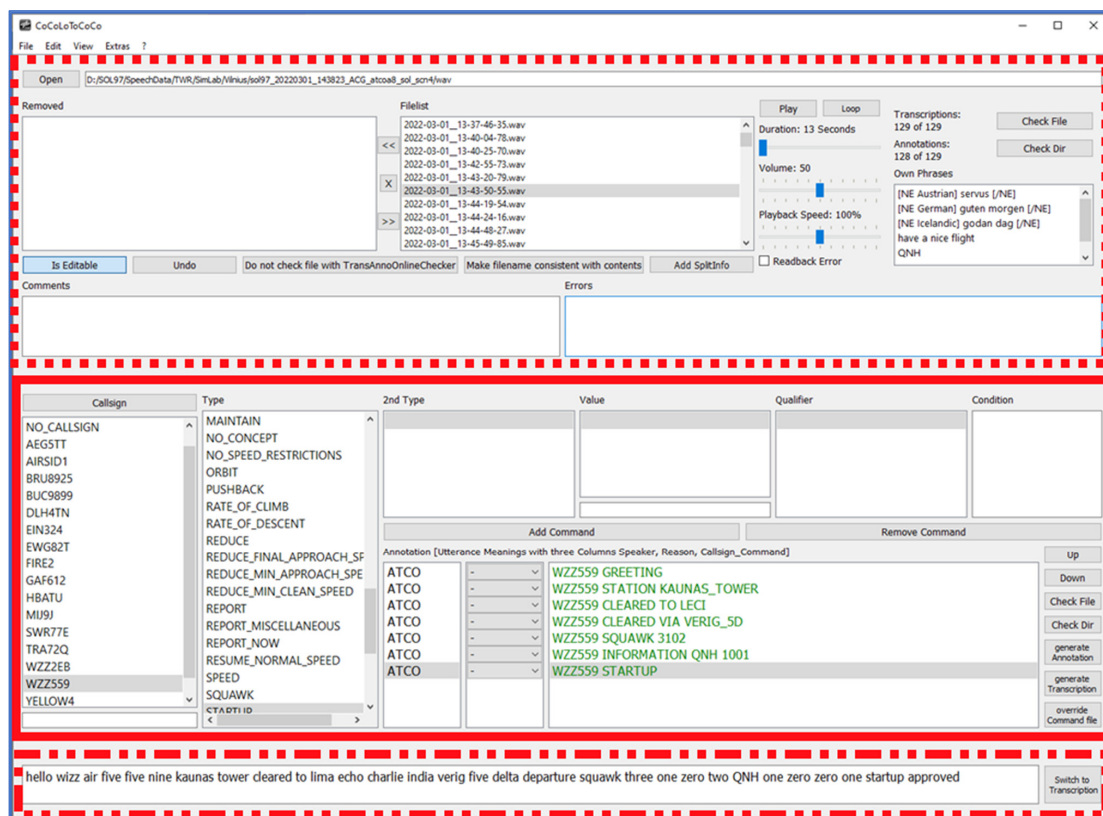 CoCoLoToCoCo
File Edit View Extras ?
Open D:/SOL97/SpeechData/TWR/SimLab/Vilnius/sol97_20220301_143823_ACG_atcoa8_sol_scn4/wav
Removed
<<
X
>>
Filelist
2022-03-01__13-37-46-35.wav
2022-03-01__13-40-04-78.wav
2022-03-01__13-40-25-70.wav
2022-03-01__13-42-55-73.wav
2022-03-01__13-43-20-79.wav
2022-03-01__13-43-50-55.wav
2022-03-01__13-44-19-54.wav
2022-03-01__13-44-24-16.wav
2022-03-01__13-44-48-27.wav
2022-03-01__13-45-49-85.wav
Play Loop
Duration: 13 Seconds
Volume: 50
Playback Speed: 100%
Readback Error
Transcriptions:
129 of 129
Check File
Annotations:
128 of 129
Check Dir
Own Phrases
[NE Austrian] servus [/NE]
[NE German] guten morgen [/NE]
[NE Icelandic] godan dag [/NE]
have a nice flight
QNH
Is Editable Undo Do not check file with TransAnnoOnlineChecker Make filename consistent with contents Add SpltInfo
Comments
Errors
Callsign
NO_CALLSIGN
AEG5TT
AIRSID1
BRU8925
BUC9899
DLH4TN
EIN324
EWG82T
FIRE2
GAF612
HBATU
MIJ9J
SWR77E
TRA72Q
WZZ2EB
WZZ559
YELLOW4
Type
MAINTAIN
NO_CONCEPT
NO_SPEED_RESTRICTIONS
ORBIT
PUSHBACK
RATE_OF_CLIMB
RATE_OF_DESCENT
REDUCE
REDUCE_FINAL_APPROACH_SP
REDUCE_MIN_APPROACH_SPE
REDUCE_MIN_CLEAN_SPEED
REPORT
REPORT_MISCELLANEOUS
REPORT_NOW
RESUME_NORMAL_SPEED
SPEED
SQUAWK
STARTUP
2nd Type Value Qualifier Condition
Add Command Remove Command
Annotation [Utterance Meanings with three Columns Speaker, Reason, Callsign_Command]
ATCO - WZZ559 GREETING
ATCO - WZZ559 STATION KAUNAS_TOWER
ATCO - WZZ559 CLEARED TO LECI
ATCO - WZZ559 CLEARED VIA VERIG_5D
ATCO - WZZ559 SQUAWK 3102
ATCO - WZZ559 INFORMATION QNH 1001
ATCO - WZZ559 STARTUP
Up
Down
Check File
Check Dir
generate
Annotation
generate
Transcription
override
Command file
hello wizz air five five nine kaunas tower cleared to lima echo charlie india verig five delta departure squawk three one zero two QNH one zero zero one startup approved
Switch to
Transcription